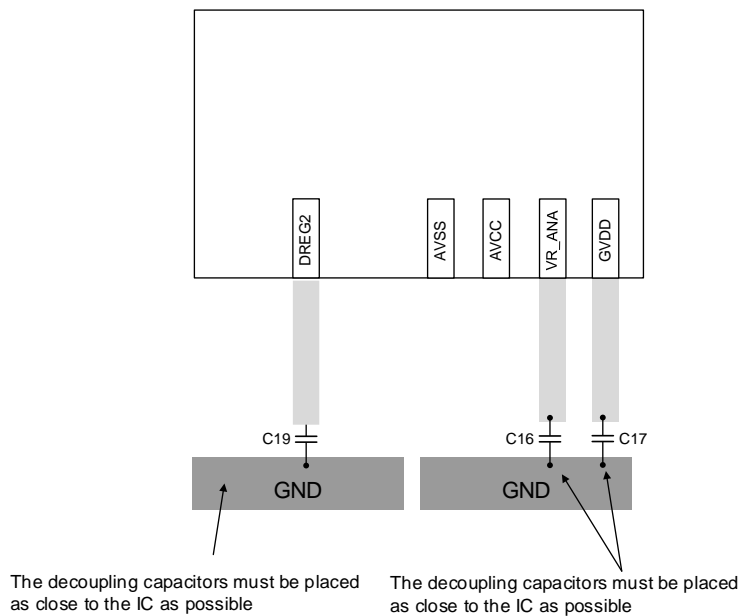 DREG2
AVSS
AVCC
VR_ANA
GVDD
C19
C16
C17
GND
GND
The decoupling capacitors must be placed
as close to the IC as possible
The decoupling capacitors must be placed
as close to the IC as possible